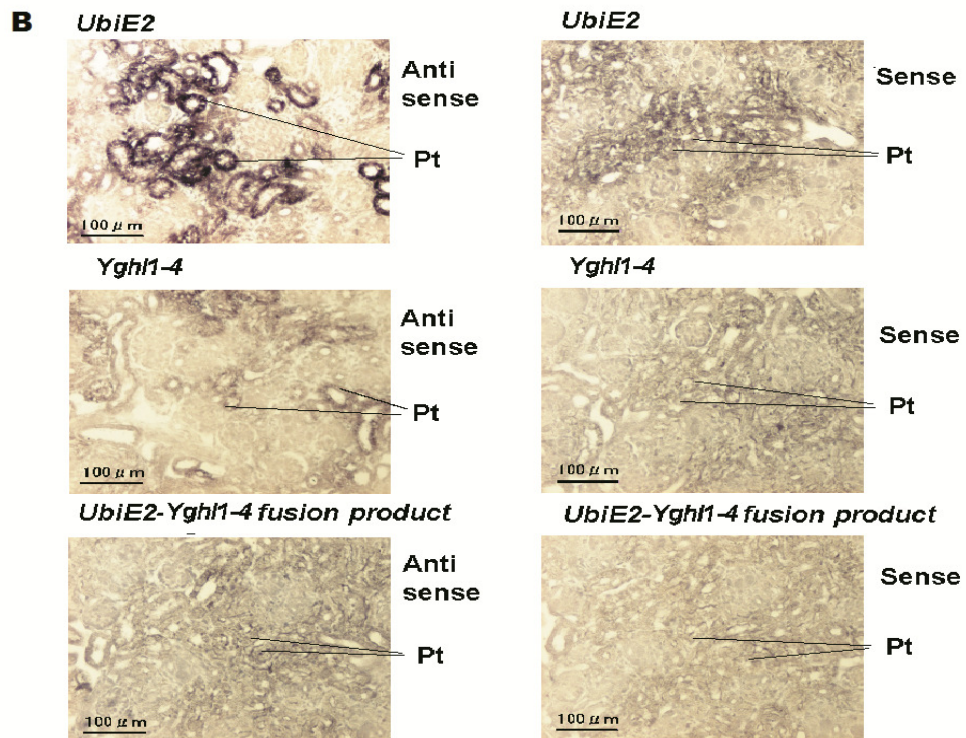 B
UbiE2
Anti
sense
Pt
100 μm
UbiE2
Sense
Pt
100 μm
Yghl1-4
Anti
sense
Pt
100 μm
Yghl1-4
Sense
Pt
100 μm
UbiE2-Yghl1-4 fusion product
Anti
sense
Pt
100 μm
UbiE2-Yghl1-4 fusion product
Sense
Pt
100 μm